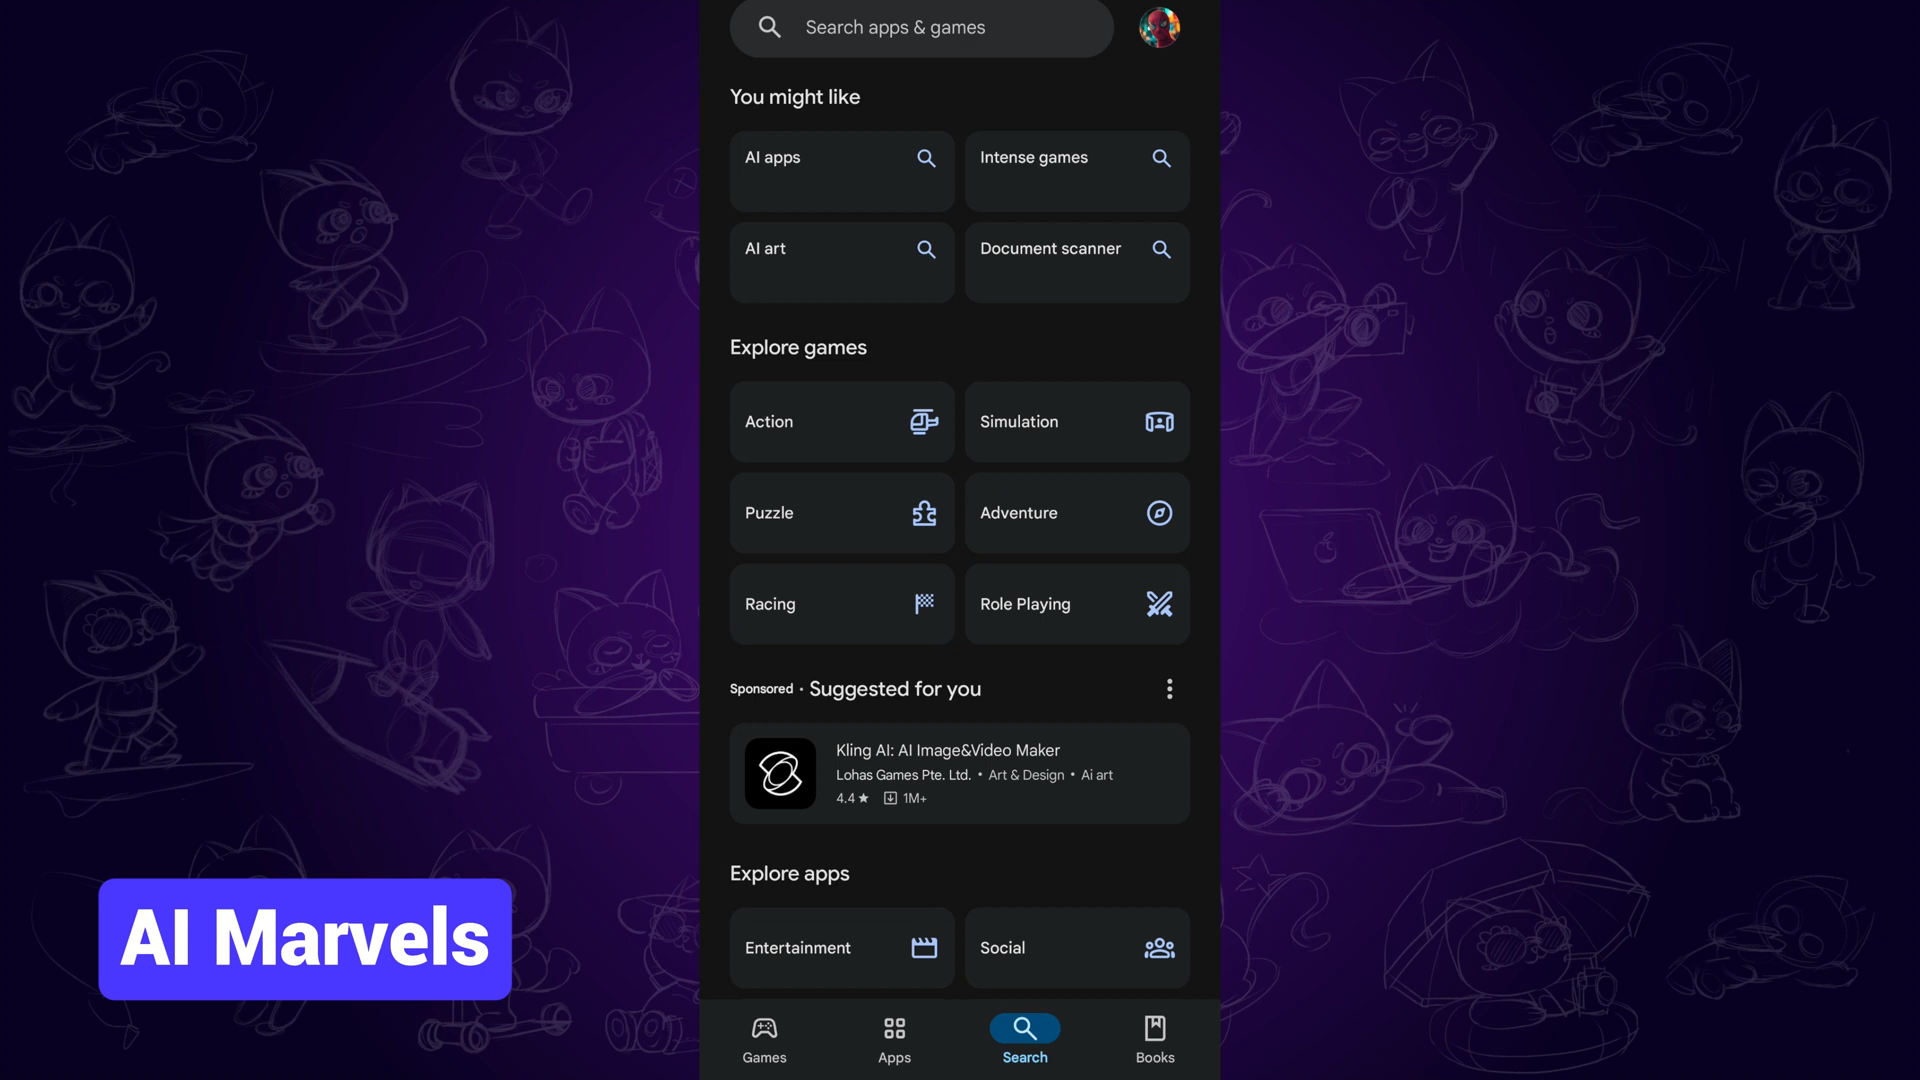 Search apps & games
You might like
AI apps
Intense games
AI art
Document scanner
Explore games
Action
Simulation
Puzzle
Adventure
Racing
Role Playing
Sponsored • Suggested for you
Kling AI: AI Image&Video Maker
Lohas Games Pte. Ltd. • Art & Design • Ai art
4.4★ 1M+
Explore apps
Entertainment
Social
AI Marvels
Games
Apps
Search
Books